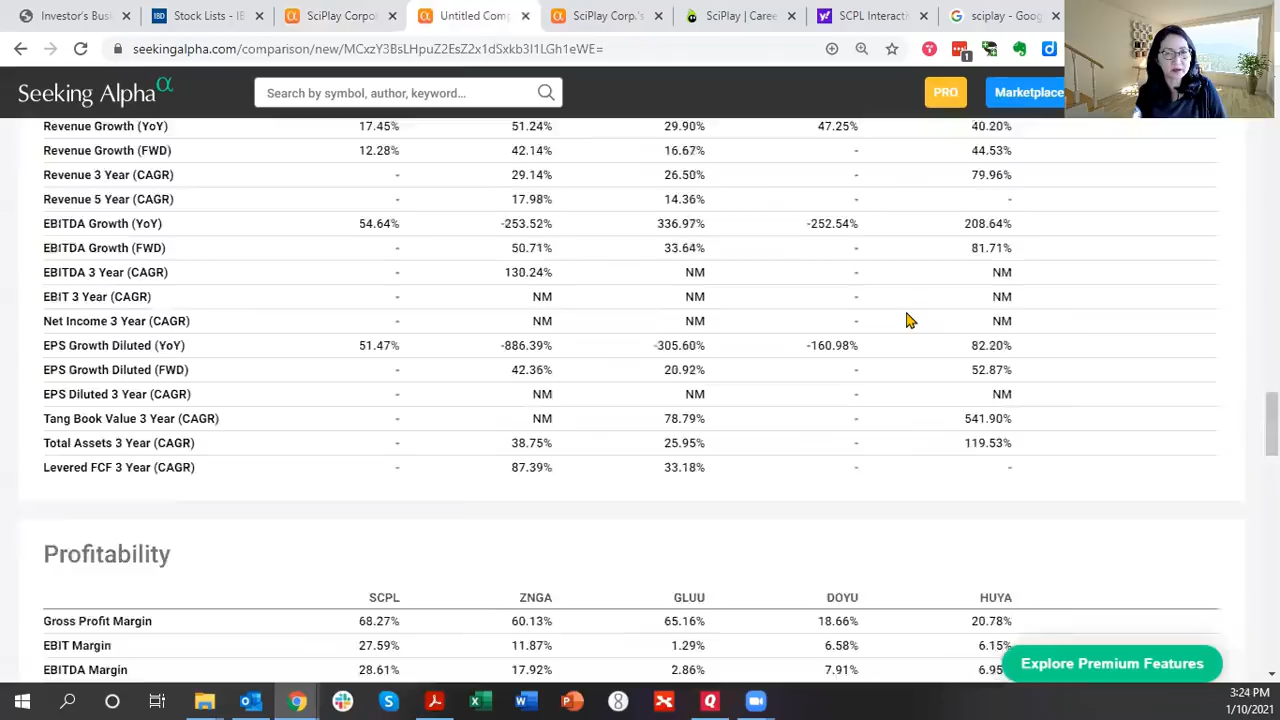 Investor's Bus
Stock Lists - IB
SciPlay Corpo
Untitled Com
SciPlay Corp.'s
SciPlay | Caree
SCPL Interact
sciplay - Goog
seekingalpha.com/comparison/new/MCxzY3BsLHpuZ2EsZ2x1dSxkb3l1LGh1eWE=
1
Seeking Alpha α
Search by symbol, author, keyword...
PRO
Marketplace
Revenue Growth (YoY) 17.45% 51.24% 29.90% 47.25% 40.20%
Revenue Growth (FWD) 12.28% 42.14% 16.67% - 44.53%
Revenue 3 Year (CAGR) - 29.14% 26.50% - 79.96%
Revenue 5 Year (CAGR) - 17.98% 14.36% - -
EBITDA Growth (YoY) 54.64% -253.52% 336.97% -252.54% 208.64%
EBITDA Growth (FWD) - 50.71% 33.64% - 81.71%
EBITDA 3 Year (CAGR) - 130.24% NM - NM
EBIT 3 Year (CAGR) - NM NM - NM
Net Income 3 Year (CAGR) - NM NM - NM
EPS Growth Diluted (YoY) 51.47% -886.39% -305.60% -160.98% 82.20%
EPS Growth Diluted (FWD) - 42.36% 20.92% - 52.87%
EPS Diluted 3 Year (CAGR) - NM NM - NM
Tang Book Value 3 Year (CAGR) - NM 78.79% - 541.90%
Total Assets 3 Year (CAGR) - 38.75% 25.95% - 119.53%
Levered FCF 3 Year (CAGR) - 87.39% 33.18% - -
Profitability
SCPL ZNGA GLUU DOYU HUYA
Gross Profit Margin 68.27% 60.13% 65.16% 18.66% 20.78%
EBIT Margin 27.59% 11.87% 1.29% 6.58% 6.15%
EBITDA Margin 28.61% 17.92% 2.86% 7.91% 6.95
Explore Premium Features
3:24 PM
1/10/2021